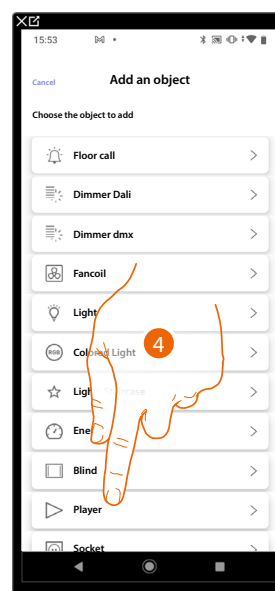 15:53
Cancel
Add an object
Choose the object to add
Floor call
Dimmer Dali
Dimmer dmx
Fancoil
Light
4
RGB
Colored Light
Blind
Player
Socket